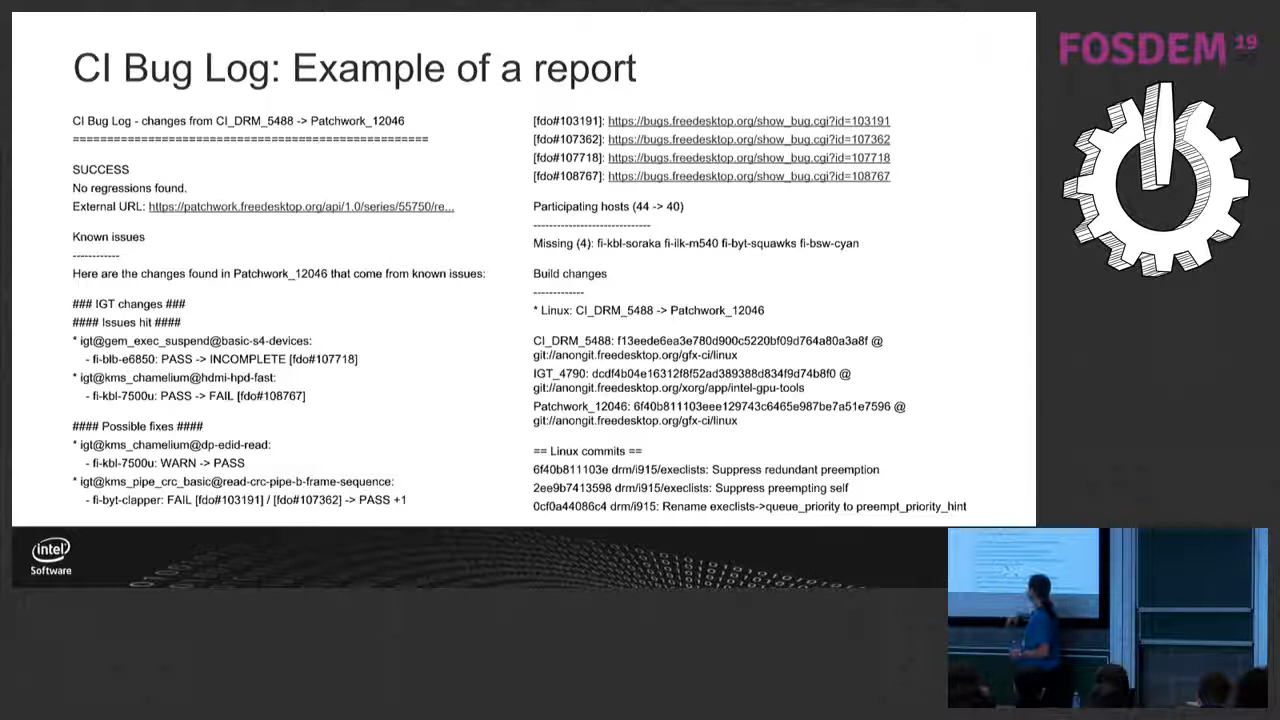 CI Bug Log: Example of a report
CI Bug Log - changes from CI_DRM_5488 -> Patchwork_12046
====================================================
SUCCESS
No regressions found.
External URL: https://patchwork.freedesktop.org/api/1.0/series/55750/re...
Known issues
------------
Here are the changes found in Patchwork_12046 that come from known issues:
### IGT changes ###
#### Issues hit ####
* igt@gem_exec_suspend@basic-s4-devices:
- fi-blb-e6850: PASS -> INCOMPLETE [fdo#107718]
* igt@kms_chamelium@hdmi-hpd-fast:
- fi-kbl-7500u: PASS -> FAIL [fdo#108767]
#### Possible fixes ####
* igt@kms_chamelium@dp-edid-read:
- fi-kbl-7500u: WARN -> PASS
* igt@kms_pipe_crc_basic@read-crc-pipe-b-frame-sequence:
- fi-byt-clapper: FAIL [fdo#103191] / [fdo#107362] -> PASS +1
[fdo#103191]: https://bugs.freedesktop.org/show_bug.cgi?id=103191
[fdo#107362]: https://bugs.freedesktop.org/show_bug.cgi?id=107362
[fdo#107718]: https://bugs.freedesktop.org/show_bug.cgi?id=107718
[fdo#108767]: https://bugs.freedesktop.org/show_bug.cgi?id=108767
Participating hosts (44 -> 40)
------------------------------
Missing (4): fi-kbl-soraka fi-ilk-m540 fi-byt-squawks fi-bsw-cyan
Build changes
-------------
* Linux: CI_DRM_5488 -> Patchwork_12046
CI_DRM_5488: f13eede6ea3e780d900c5220bf09d764a80a3a8f @
git://anongit.freedesktop.org/gfx-ci/linux
IGT_4790: dcdf4b04e16312f8f52ad389388d834f9d74b8f0 @
git://anongit.freedesktop.org/xorg/app/intel-gpu-tools
Patchwork_12046: 6f40b811103eee129743c6465e987be7a51e7596 @
git://anongit.freedesktop.org/gfx-ci/linux
== Linux commits ==
6f40b811103e drm/i915/execlists: Suppress redundant preemption
2ee9b7413598 drm/i915/execlists: Suppress preempting self
0cf0a44086c4 drm/i915: Rename execlists->queue_priority to preempt_priority_hint
intel
Software
FOSDEM 19